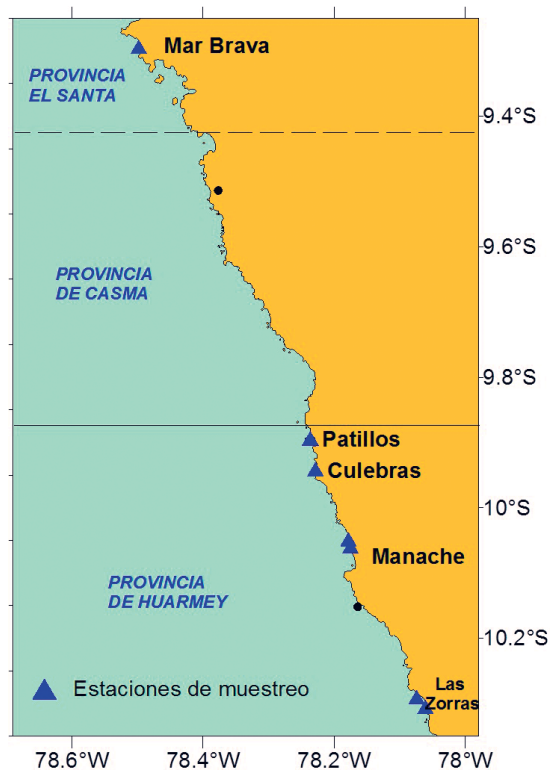 Mar Brava
PROVINCIA
EL SANTA
9.4°S
9.6°S
PROVINCIA
DE CASMA
9.8°S
Patillos
Culebras
10°S
Manache
PROVINCIA
DE HUARMEY
10.2°S
Las
Zorras
Estaciones de muestreo
78.6°W
78.4°W
78.2°W
78°W